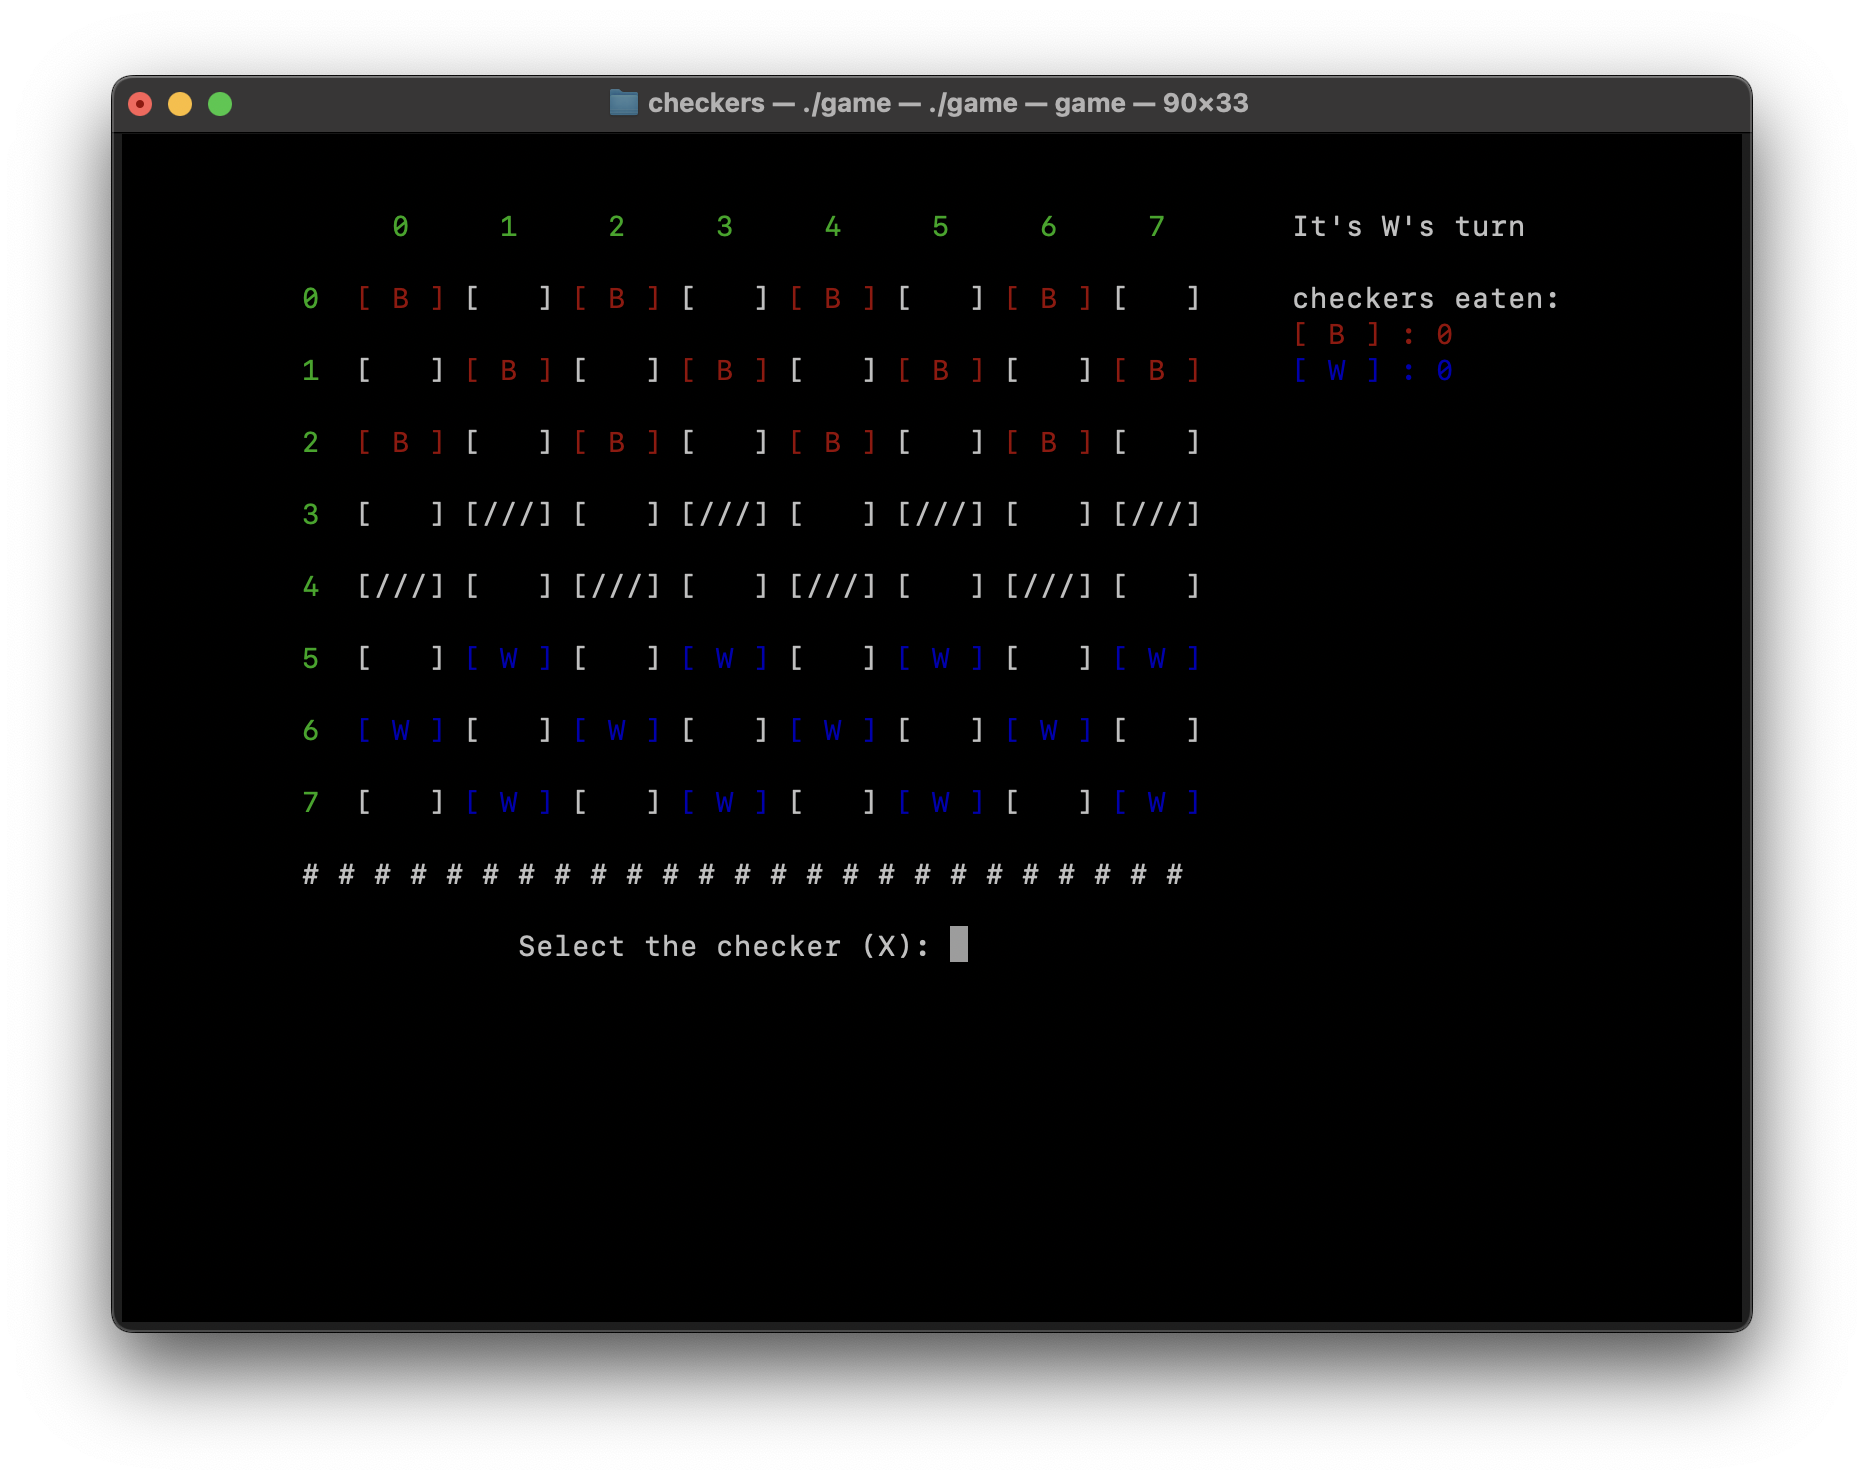 checkers — ./game — ./game — game — 90×33
0 1 2 3 4 5 6 7 It's W's turn
0 [ B ] [   ] [ B ] [   ] [ B ] [   ] [ B ] [   ] checkers eaten:
[ B ] : 0
1 [   ] [ B ] [   ] [ B ] [   ] [ B ] [   ] [ B ] [ W ] : 0
2 [ B ] [   ] [ B ] [   ] [ B ] [   ] [ B ] [   ]
3 [   ] [///] [   ] [///] [   ] [///] [   ] [///]
4 [///] [   ] [///] [   ] [///] [   ] [///] [   ]
5 [   ] [ W ] [   ] [ W ] [   ] [ W ] [   ] [ W ]
6 [ W ] [   ] [ W ] [   ] [ W ] [   ] [ W ] [   ]
7 [   ] [ W ] [   ] [ W ] [   ] [ W ] [   ] [ W ]
# # # # # # # # # # # # # # # # # # # # # # # # #
Select the checker (X):